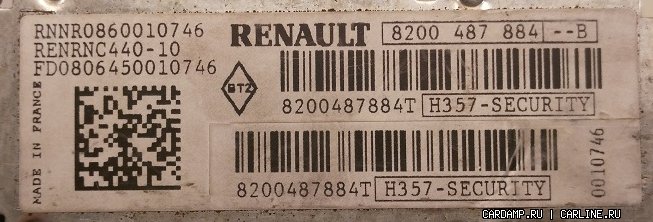 RNNR0860010746
RENRNC440-10
FD0806450010746
MADE IN FRANCE
RENAULT
8200 487 884 --B
BTZ
8200487884T H357-SECURITY
8200487884T H357-SECURITY
0010746
CARDAMP.RU | CARLINE.RU